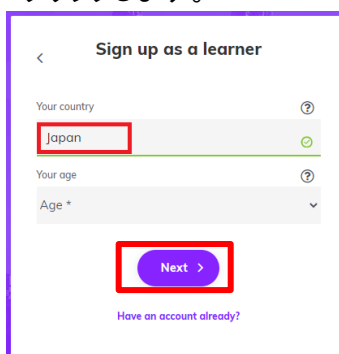 Sign up as a learner
Your country
Japan
Your age
Age *
Next
Have an account already?